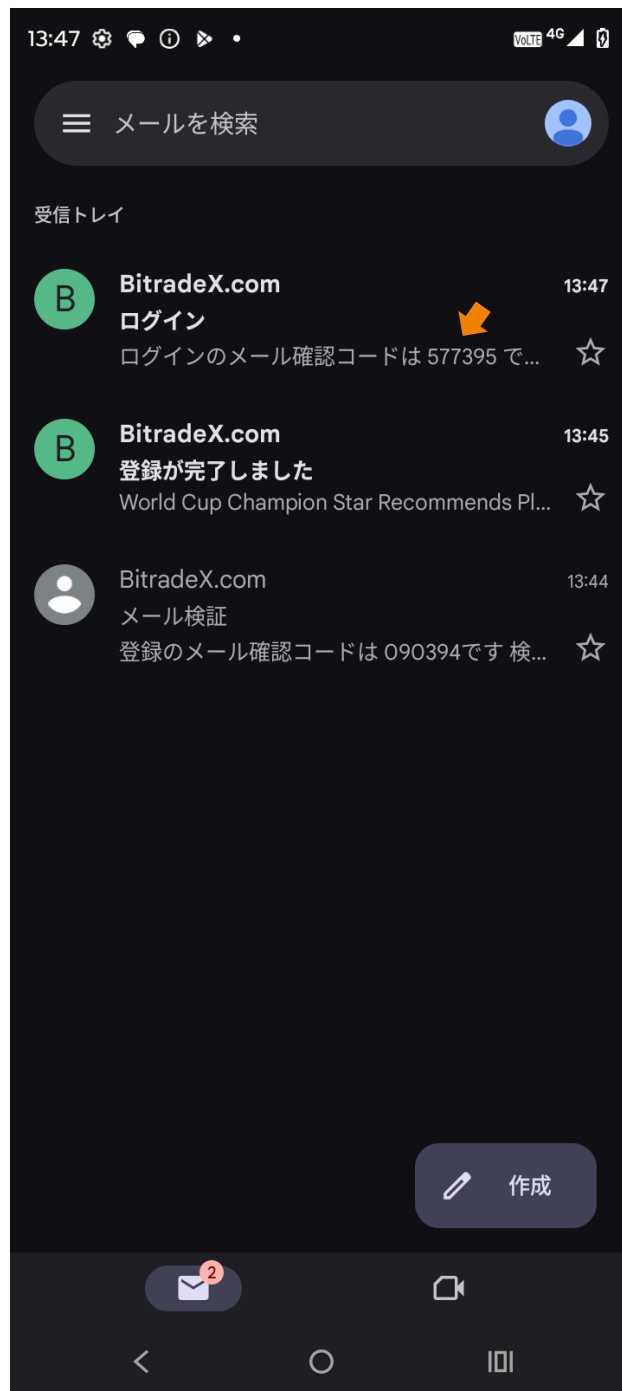 13:47
VoLTE 4G
メールを検索
受信トレイ
B
BitradeX.com 13:47
ログイン
ログインのメール確認コードは 577395 で...
B
BitradeX.com 13:45
登録が完了しました
World Cup Champion Star Recommends Pl...
BitradeX.com 13:44
メール検証
登録のメール確認コードは 090394です 検...
作成
2